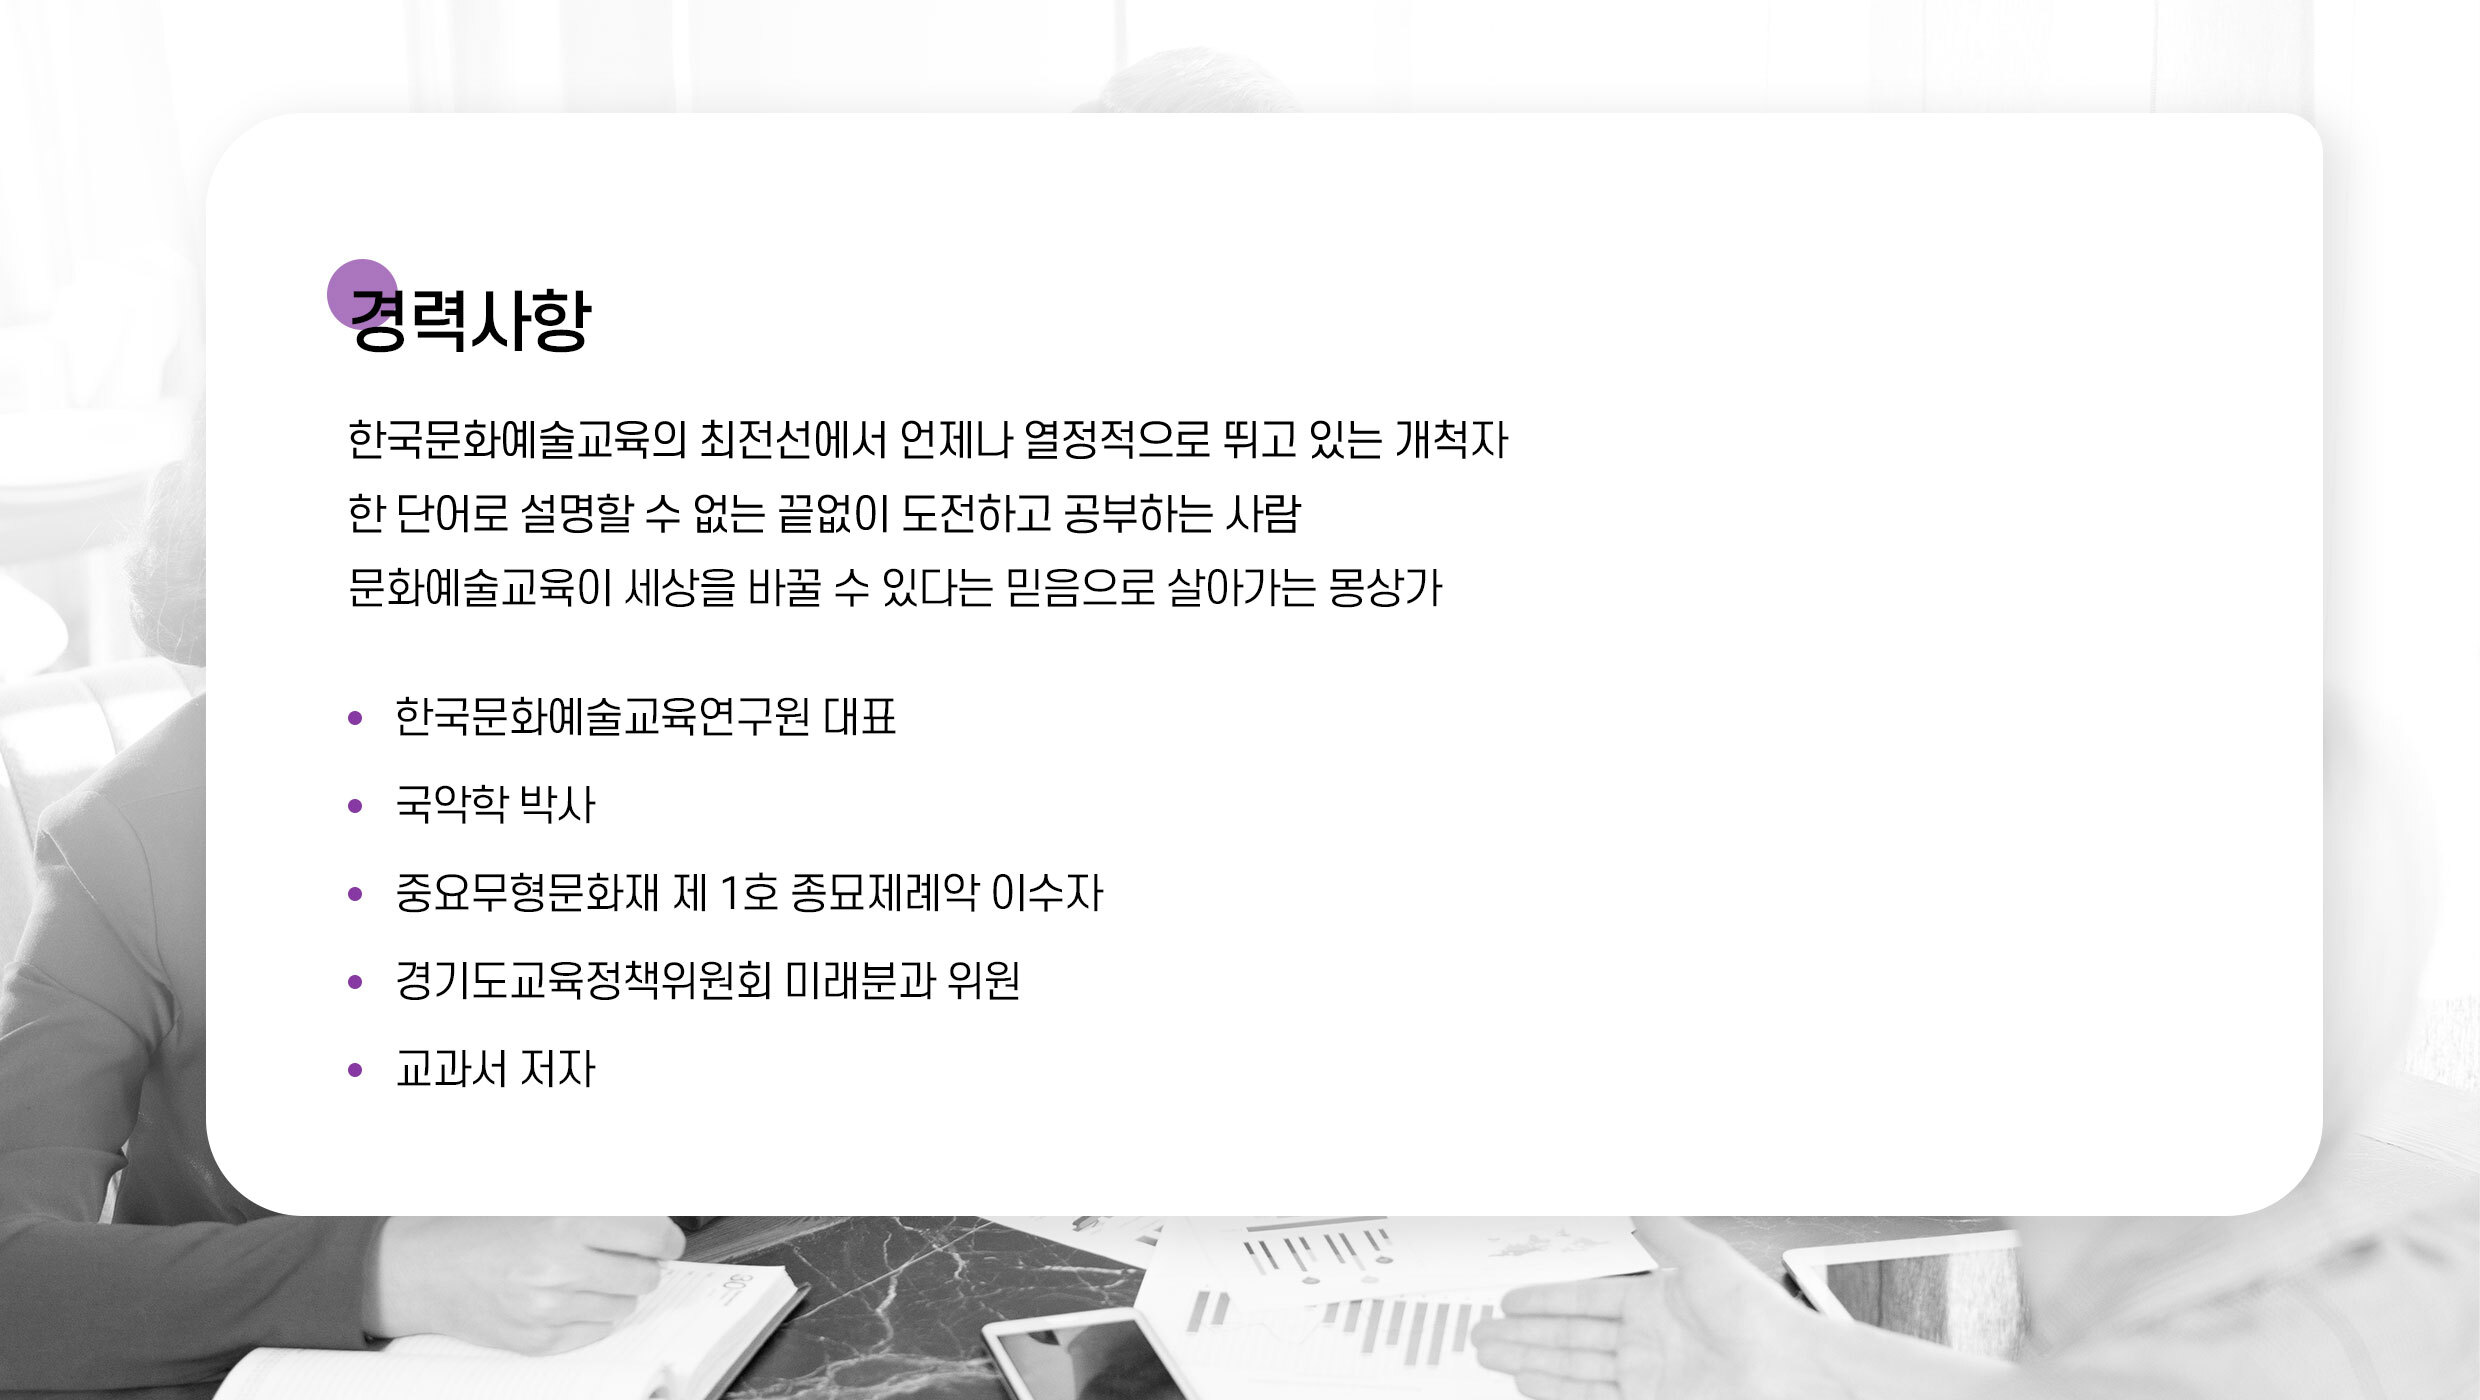 경력사항
한국문화예술교육의 최전선에서 언제나 열정적으로 뛰고 있는 개척자
한 단어로 설명할 수 없는 끝없이 도전하고 공부하는 사람
문화예술교육이 세상을 바꿀 수 있다는 믿음으로 살아가는 몽상가
• 한국문화예술교육연구원 대표
• 국악학 박사
• 중요무형문화재 제 1호 종묘제례악 이수자
• 경기도교육정책위원회 미래분과 위원
• 교과서 저자